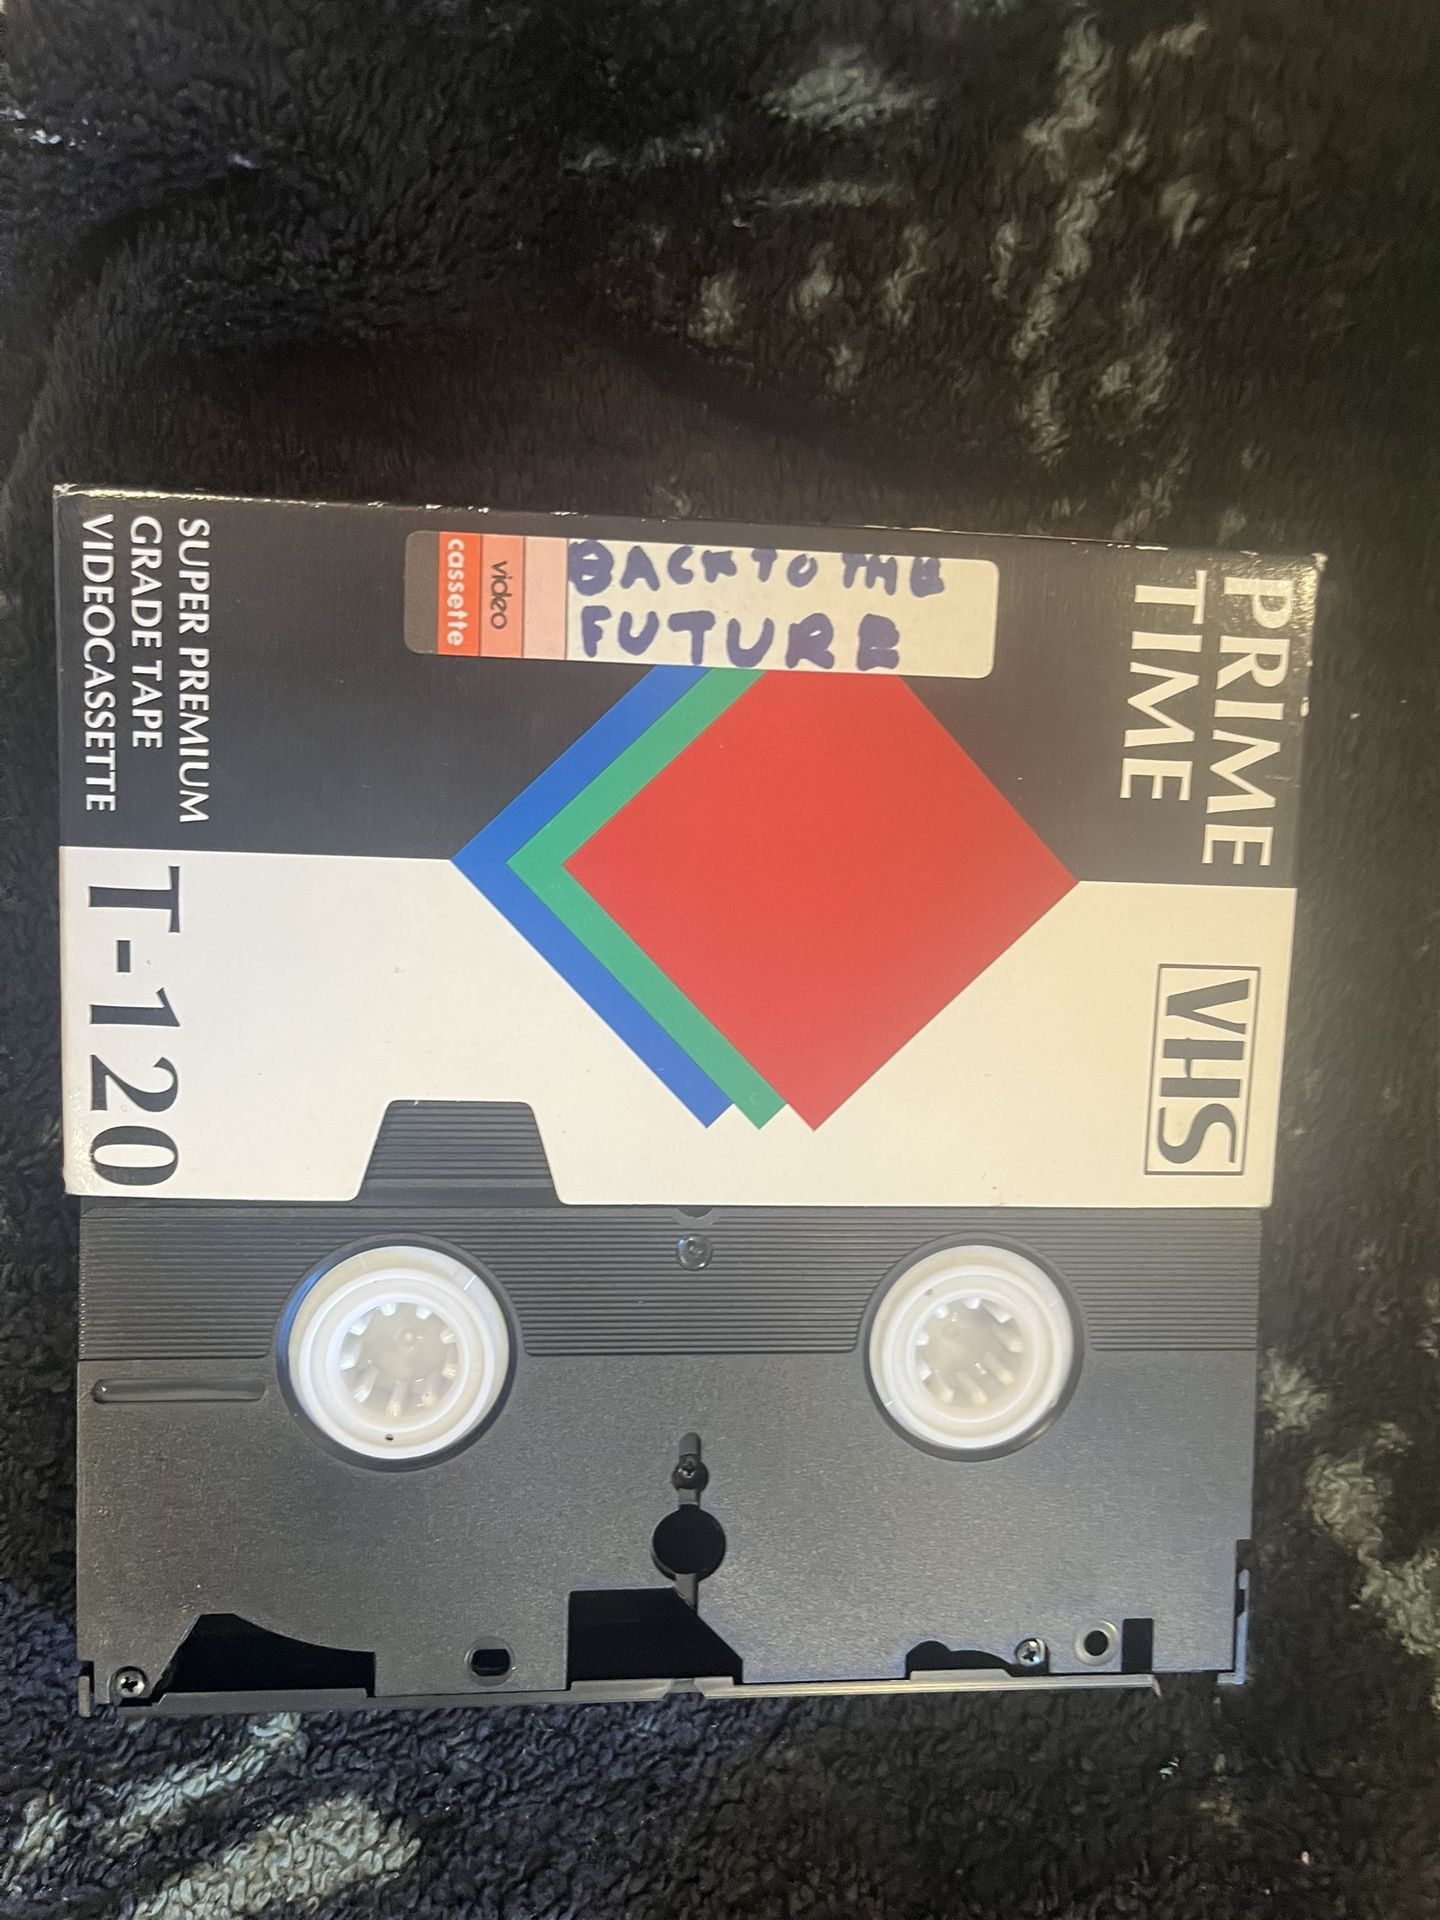 PRIME
TIME
VHS
cassette
video
BACK TO THE
FUTURE
SUPER PREMIUM
GRADE TAPE
VIDEOCASSETTE
T-120